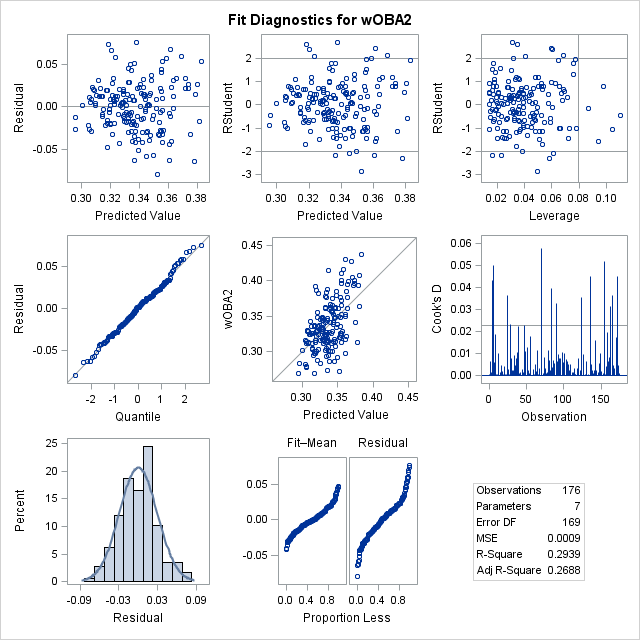 Fit Diagnostics for wOBA2
Residual
0.05
0.00
-0.05
0.30 0.32 0.34 0.36 0.38
Predicted Value
RStudent
2
1
0
-1
-2
-3
0.30 0.32 0.34 0.36 0.38
Predicted Value
RStudent
2
1
0
-1
-2
-3
0.02 0.04 0.06 0.08 0.10
Leverage
Residual
0.05
0.00
-0.05
-2 -1 0 1 2
Quantile
wOBA2
0.45
0.40
0.35
0.30
0.30 0.35 0.40 0.45
Predicted Value
Cook's D
0.06
0.05
0.04
0.03
0.02
0.01
0.00
0 50 100 150
Observation
Percent
25
20
15
10
5
0
-0.09 -0.03 0.03 0.09
Residual
Fit–Mean Residual
0.05
0.00
-0.05
0.0 0.4 0.8 0.0 0.4 0.8
Proportion Less
Observations 176
Parameters 7
Error DF 169
MSE 0.0009
R-Square 0.2939
Adj R-Square 0.2688